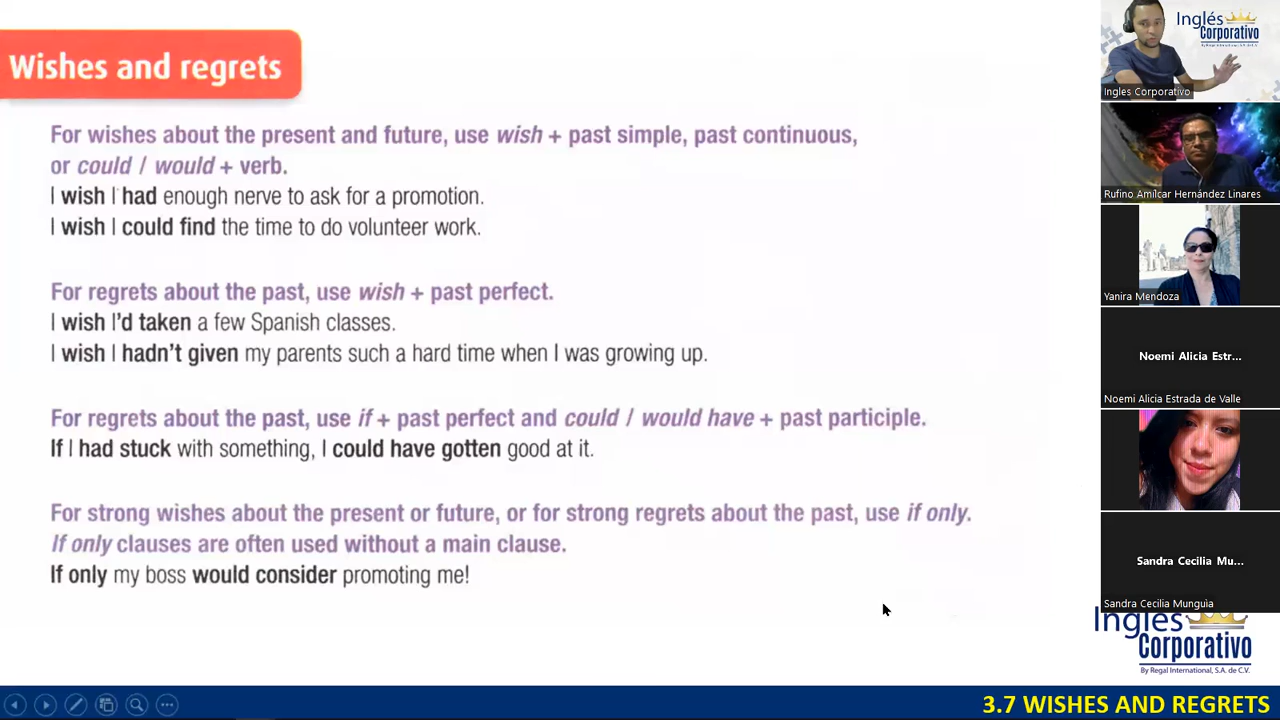 Wishes and regrets
For wishes about the present and future, use wish + past simple, past continuous,
or could / would + verb.
I wish I had enough nerve to ask for a promotion.
I wish I could find the time to do volunteer work.
For regrets about the past, use wish + past perfect.
I wish I'd taken a few Spanish classes.
I wish I hadn't given my parents such a hard time when I was growing up.
For regrets about the past, use if + past perfect and could / would have + past participle.
If I had stuck with something, I could have gotten good at it.
For strong wishes about the present or future, or for strong regrets about the past, use if only.
If only clauses are often used without a main clause.
If only my boss would consider promoting me!
Inglés
Corporativo
By Regal International, S.A. de C.V.
Ingles Corporativo
Rufino Amílcar Hernández Linares
Yanira Mendoza
Noemi Alicia Estr...
Noemi Alicia Estrada de Valle
Sandra Cecilia Mu...
Sandra Cecilia Munguìa
Inglés
Corporativo
By Regal International, S.A. de C.V.
3.7 WISHES AND REGRETS